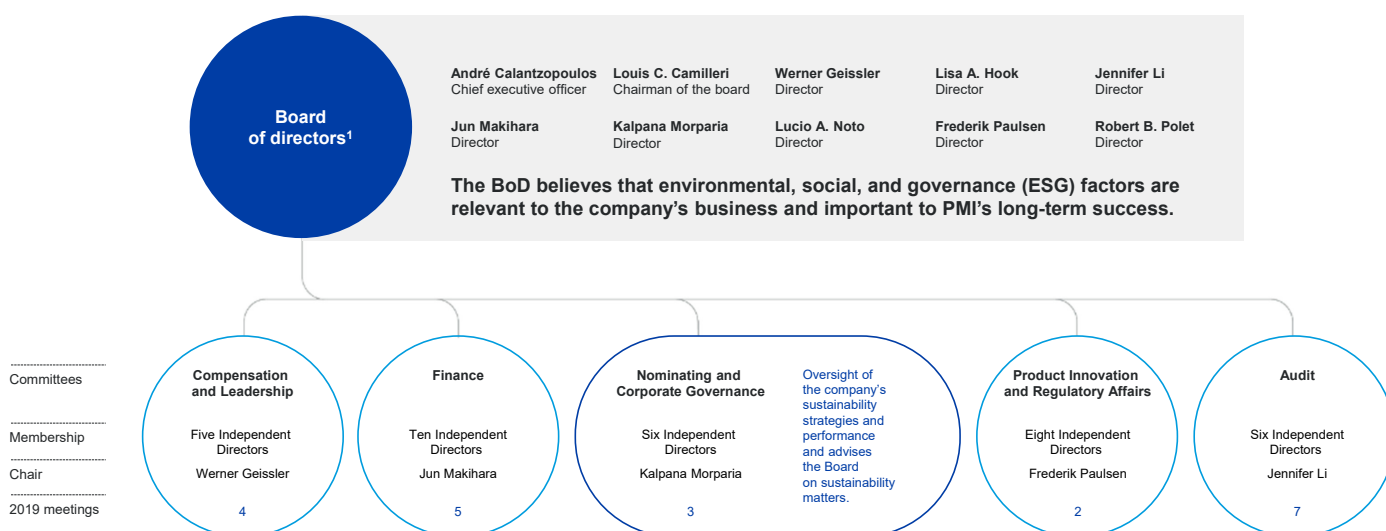 Board
of directors¹
André Calantzopoulos
Chief executive officer
Louis C. Camilleri
Chairman of the board
Werner Geissler
Director
Lisa A. Hook
Director
Jennifer Li
Director
Jun Makihara
Director
Kalpana Morparia
Director
Lucio A. Noto
Director
Frederik Paulsen
Director
Robert B. Polet
Director
The BoD believes that environmental, social, and governance (ESG) factors are
relevant to the company's business and important to PMI's long-term success.
Committees
Membership
Chair
2019 meetings
Compensation
and Leadership
Five Independent
Directors
Werner Geissler
4
Finance
Ten Independent
Directors
Jun Makihara
5
Nominating and
Corporate Governance
Six Independent
Directors
Kalpana Morparia
3
Oversight of
the company's
sustainability
strategies and
performance
and advises
the Board
on sustainability
matters.
Product Innovation
and Regulatory Affairs
Eight Independent
Directors
Frederik Paulsen
2
Audit
Six Independent
Directors
Jennifer Li
7